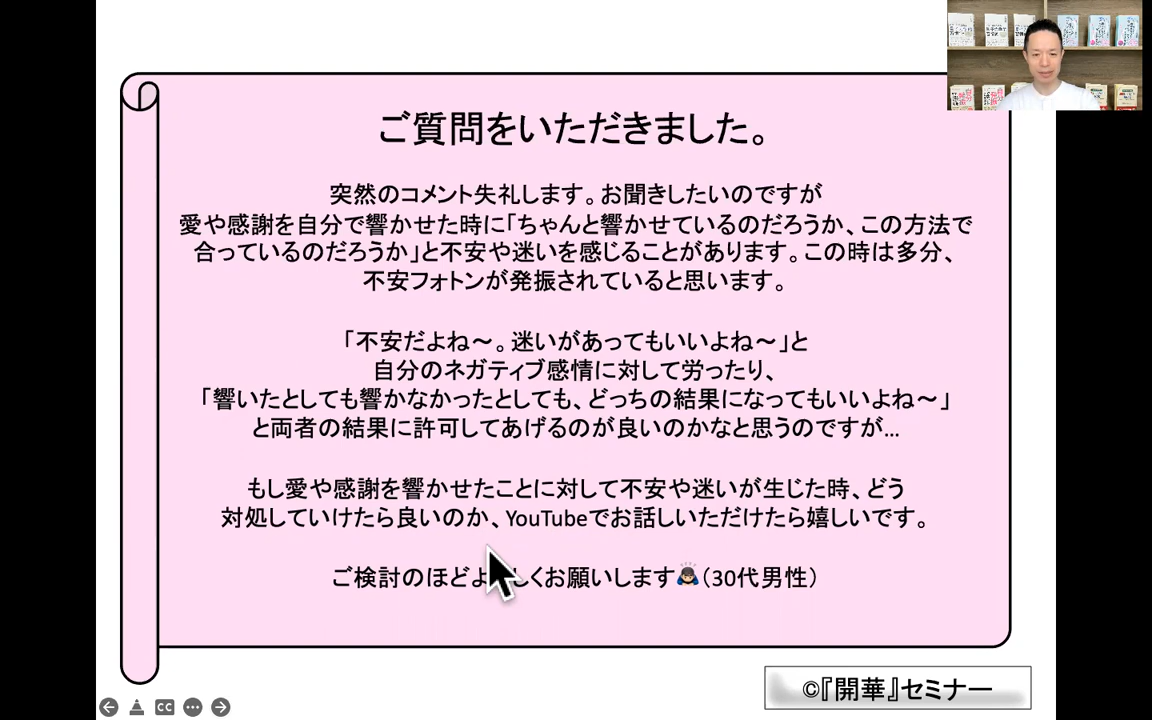 ご質問をいただきました。
突然のコメント失礼します。お聞きしたいのですが
愛や感謝を自分で響かせた時に「ちゃんと響かせているのだろうか、この方法で
合っているのだろうか」と不安や迷いを感じることがあります。この時は多分、
不安フォトンが発振されていると思います。
「不安だよね～。迷いがあってもいいよね～」と
自分のネガティブ感情に対して労ったり、
「響いたとしても響かなかったとしても、どっちの結果になってもいいよね～」
と両者の結果に許可してあげるのが良いのかなと思うのですが…
もし愛や感謝を響かせたことに対して不安や迷いが生じた時、どう
対処していけたら良いのか、YouTubeでお話しいただけたら嬉しいです。
ご検討のほどよ しくお願いします🙇🏻‍♂️（30代男性）
©『開華』セミナー
CC